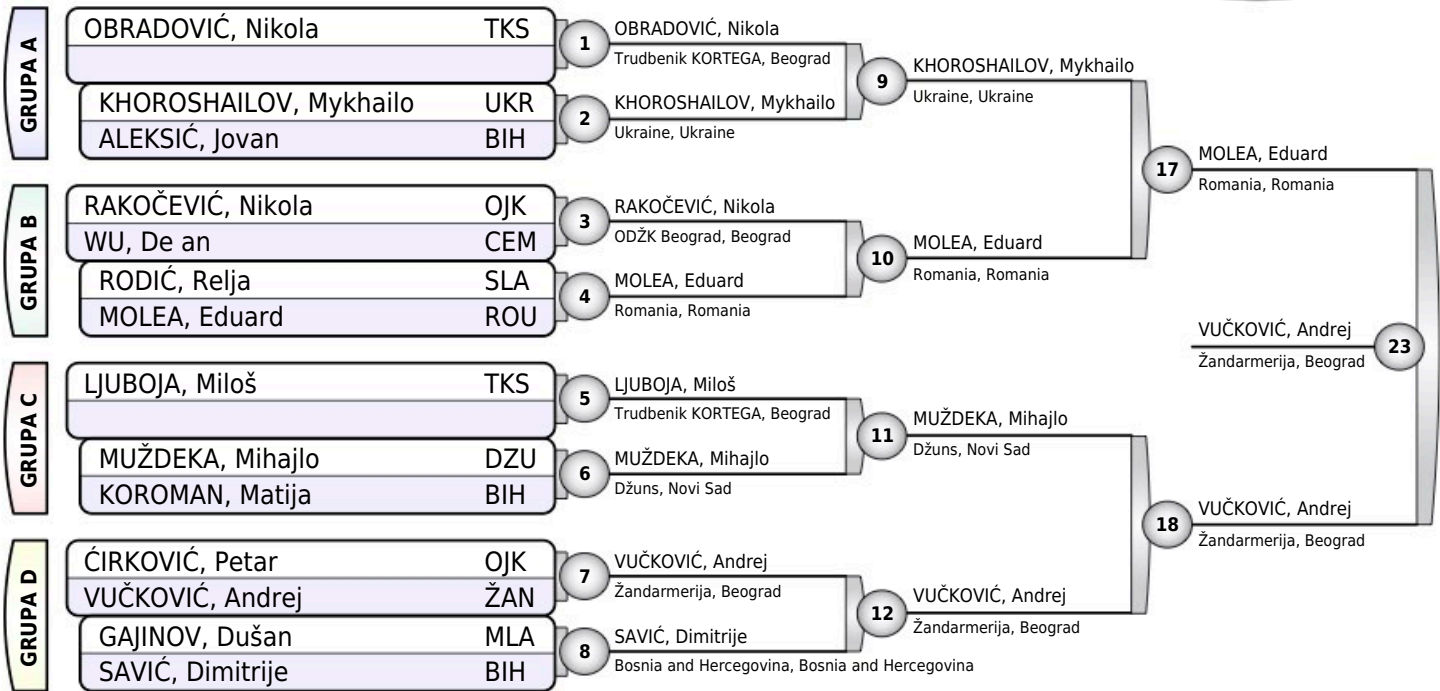 GRUPA A
OBRADOVIĆ, Nikola TKS
KHOROSHAILOV, Mykhailo UKR
ALEKSIĆ, Jovan BIH
GRUPA B
RAKOČEVIĆ, Nikola OJK
WU, De an CEM
RODIĆ, Relja SLA
MOLEA, Eduard ROU
GRUPA C
LJUBOJA, Miloš TKS
MUŽDEKA, Mihajlo DZU
KOROMAN, Matija BIH
GRUPA D
ĆIRKOVIĆ, Petar OJK
VUČKOVIĆ, Andrej ŽAN
GAJINOV, Dušan MLA
SAVIĆ, Dimitrije BIH
1
OBRADOVIĆ, Nikola
Trudbenik KORTEGA, Beograd
2
KHOROSHAILOV, Mykhailo
Ukraine, Ukraine
3
RAKOČEVIĆ, Nikola
ODŽK Beograd, Beograd
4
MOLEA, Eduard
Romania, Romania
5
LJUBOJA, Miloš
Trudbenik KORTEGA, Beograd
6
MUŽDEKA, Mihajlo
Džuns, Novi Sad
7
VUČKOVIĆ, Andrej
Žandarmerija, Beograd
8
SAVIĆ, Dimitrije
Bosnia and Hercegovina, Bosnia and Hercegovina
9
KHOROSHAILOV, Mykhailo
Ukraine, Ukraine
10
MOLEA, Eduard
Romania, Romania
11
MUŽDEKA, Mihajlo
Džuns, Novi Sad
12
VUČKOVIĆ, Andrej
Žandarmerija, Beograd
17
MOLEA, Eduard
Romania, Romania
18
VUČKOVIĆ, Andrej
Žandarmerija, Beograd
VUČKOVIĆ, Andrej
Žandarmerija, Beograd
23